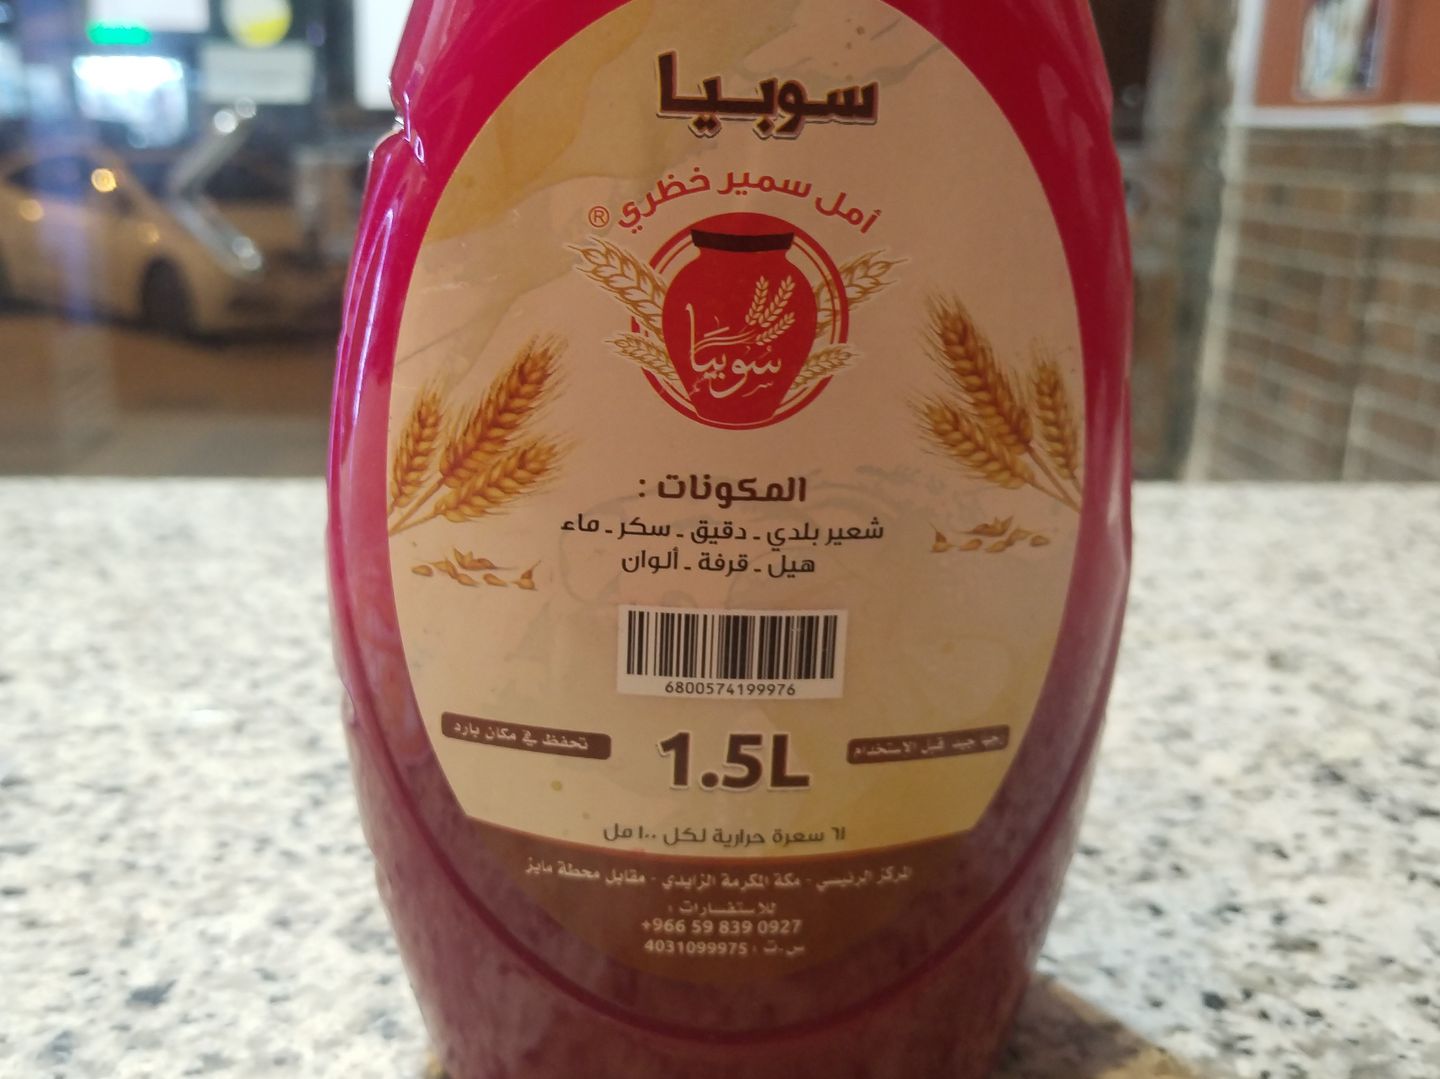 سوبيا
أمل سمير خظري ®
سوبيا
المكونات :
شعير بلدي - دقيق - سكر - ماء
هيل - قرفة - ألوان
6800574199976
رجب جيد قبل الاستخدام
1.5L
تحفظ في مكان بارد
٦١ سعرة حرارية لكل ١٠٠ مل
المركز الرئيسي - مكة المكرمة الزايدي - مقابل محطة مايز
للاستفسارات :
+966 59 839 0927
س.ت : 4031099975